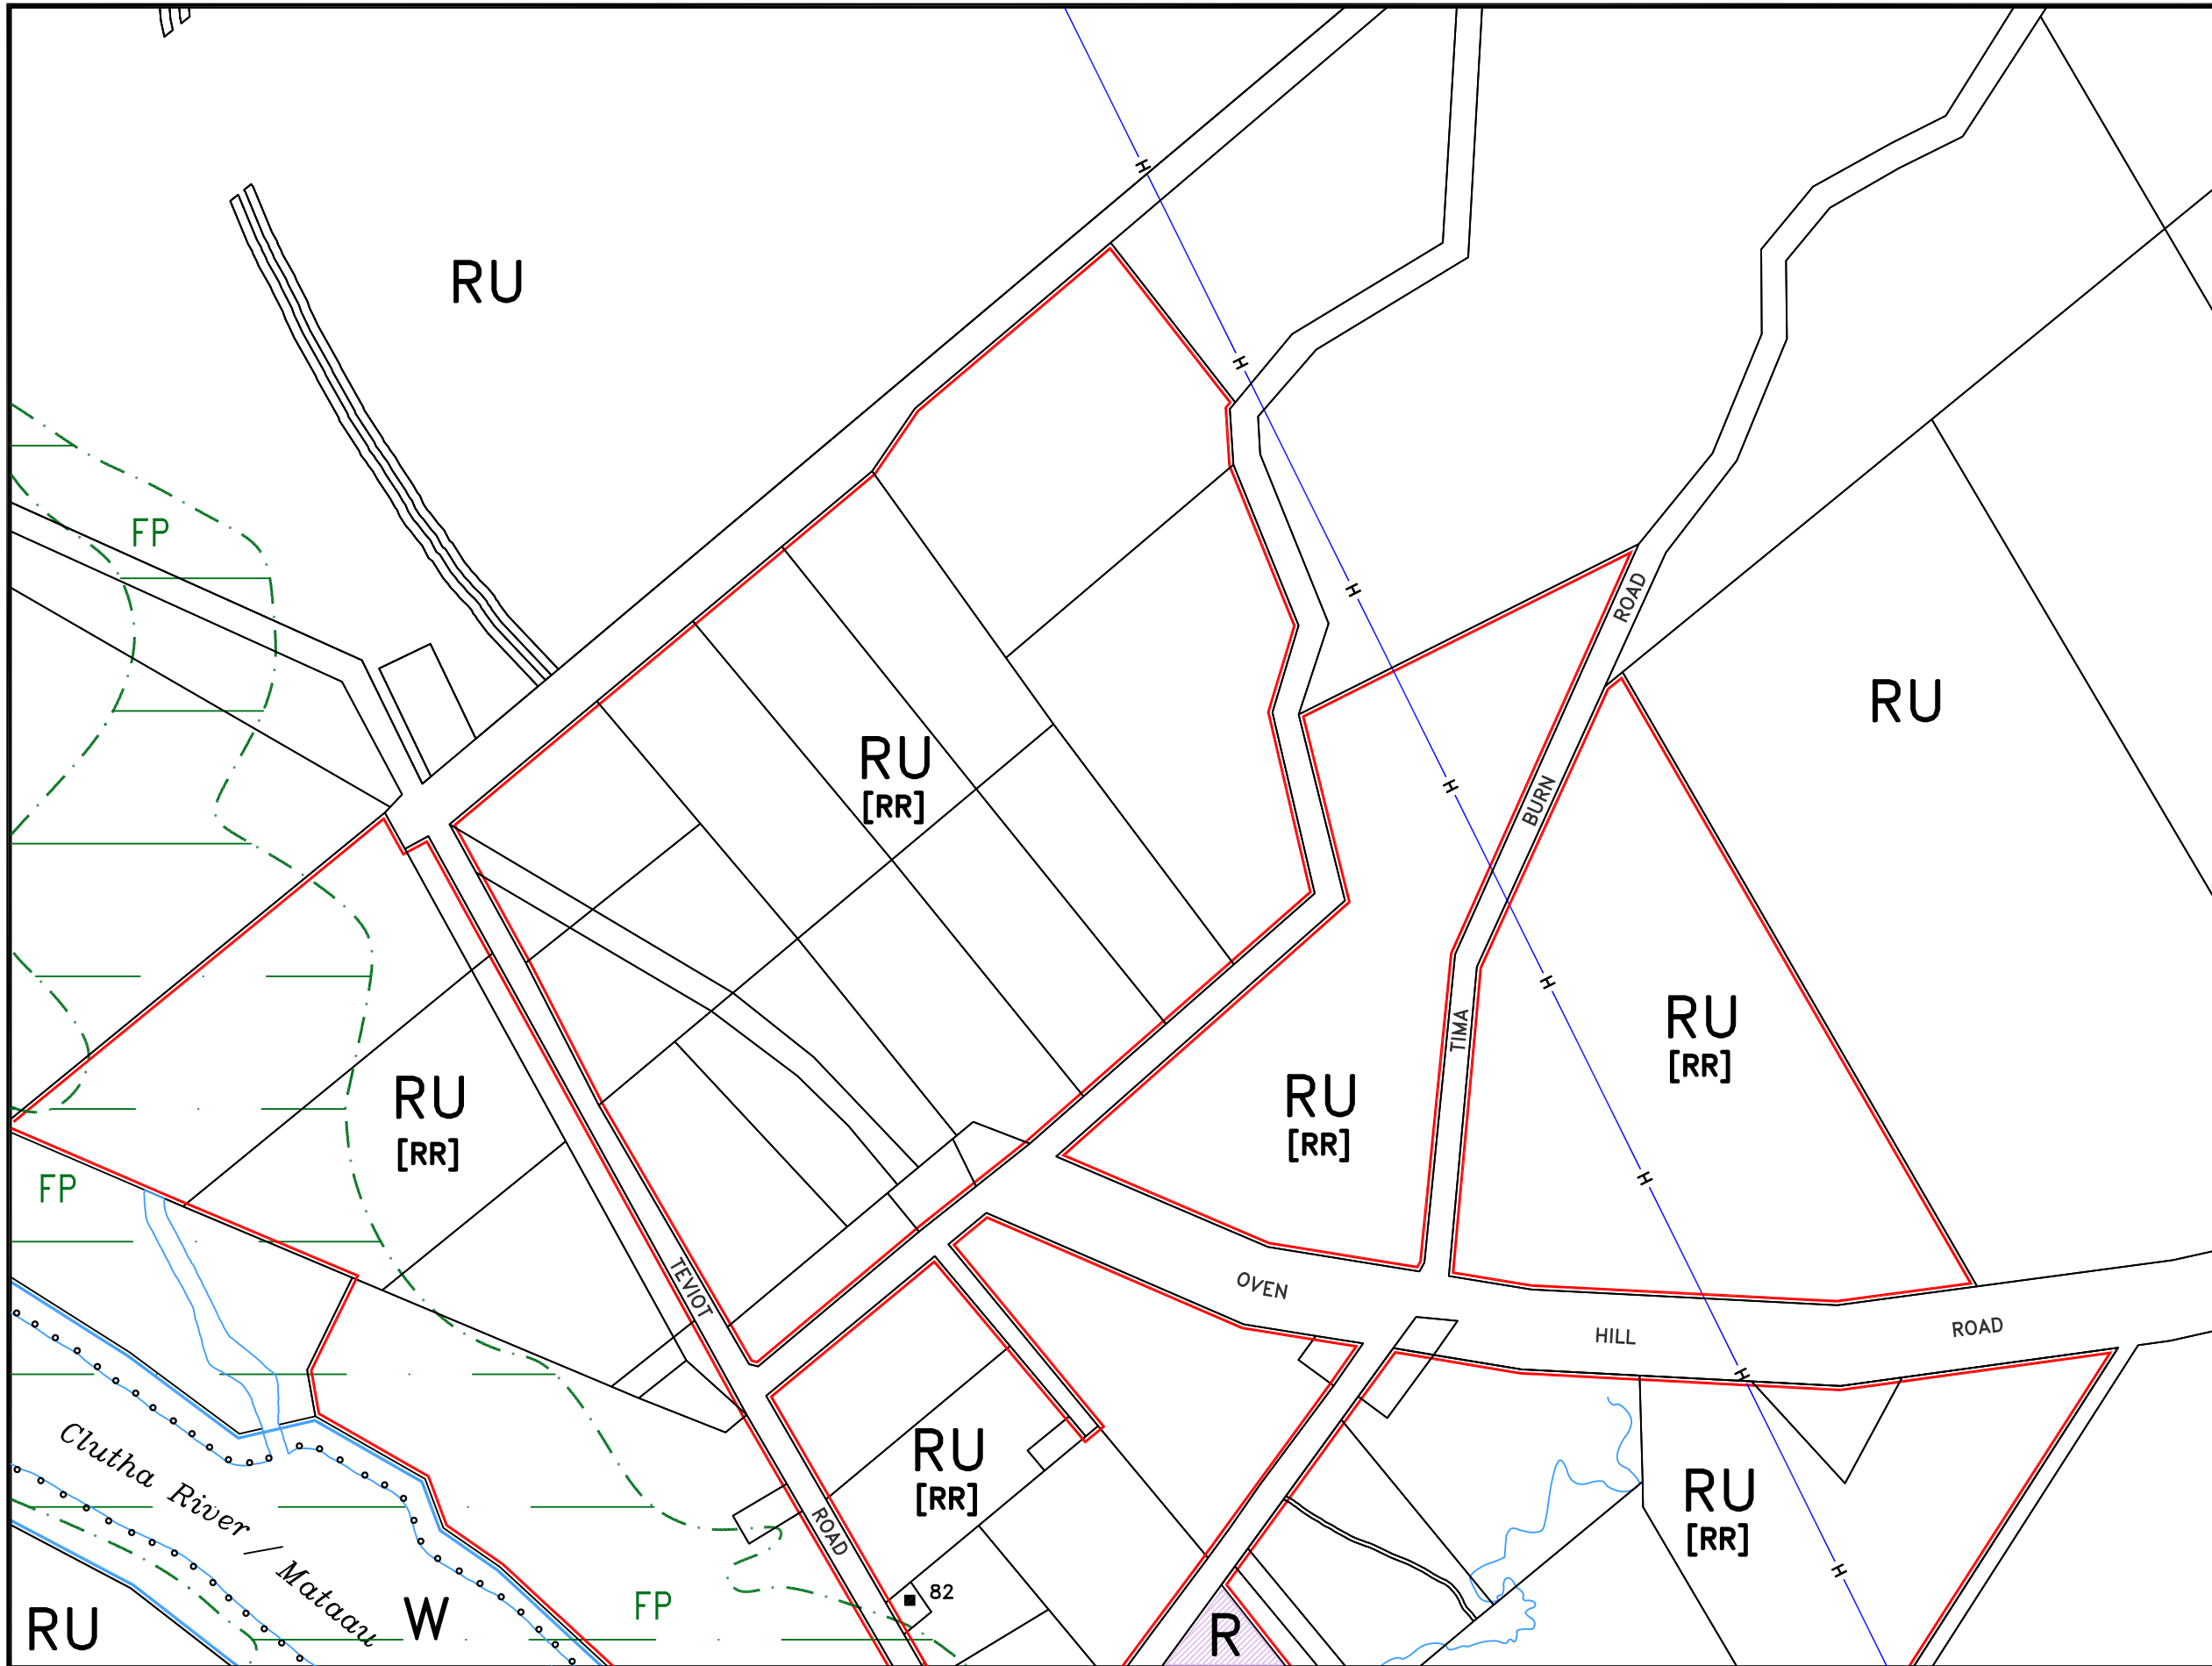 H
RU
H
FP
H
ROAD
RU
RU
[RR]
H
BURN
H
RU
[RR]
TIMA
RU
[RR]
RU
[RR]
FP
H
TEVIOT
OVEN
HILL
ROAD
H
Clutha River / Mataau
RU
[RR]
RU
[RR]
ROAD
H
82
FP
W
RU
R